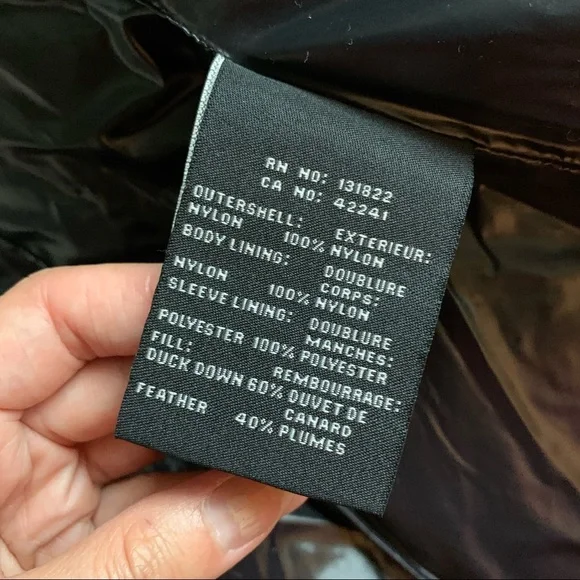 RN NO: 131822
CA NO: 42241
OUTERSHELL: EXTERIEUR:
NYLON 100% NYLON
BODY LINING: DOUBLURE
CORPS:
NYLON 100% NYLON
SLEEVE LINING: DOUBLURE
MANCHES:
POLYESTER 100% POLYESTER
FILL: REMBOURRAGE:
DUCK DOWN 60% DUVET DE
CANARD
FEATHER 40% PLUMES